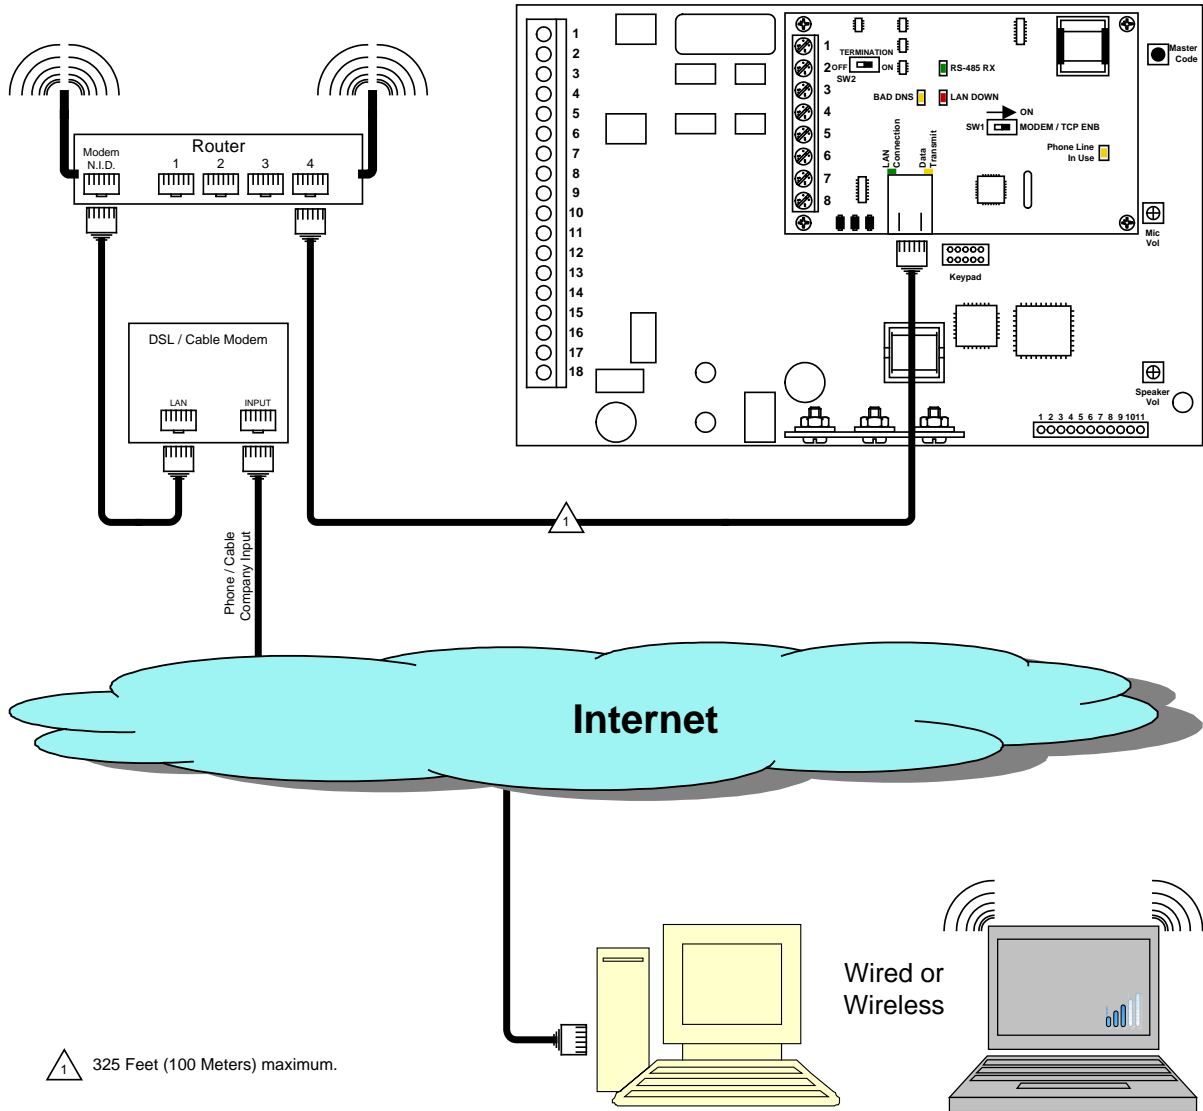 Router
Modem
N.I.D.
1
2
3
4
DSL / Cable Modem
LAN
INPUT
Phone / Cable
Company Input
1
2
3
4
5
6
7
8
9
10
11
12
13
14
15
16
17
18
1
2
3
4
5
6
7
8
TERMINATION
OFF
ON
SW2
RS-485 RX
BAD DNS
LAN DOWN
ON
SW1
MODEM / TCP ENB
Phone Line
In Use
LAN
Connection
Data
Transmit
Master
Code
Mic
Vol
Keypad
Speaker
Vol
1 2 3 4 5 6 7 8 9 10 11
1
Internet
Wired or
Wireless
1
325 Feet (100 Meters) maximum.